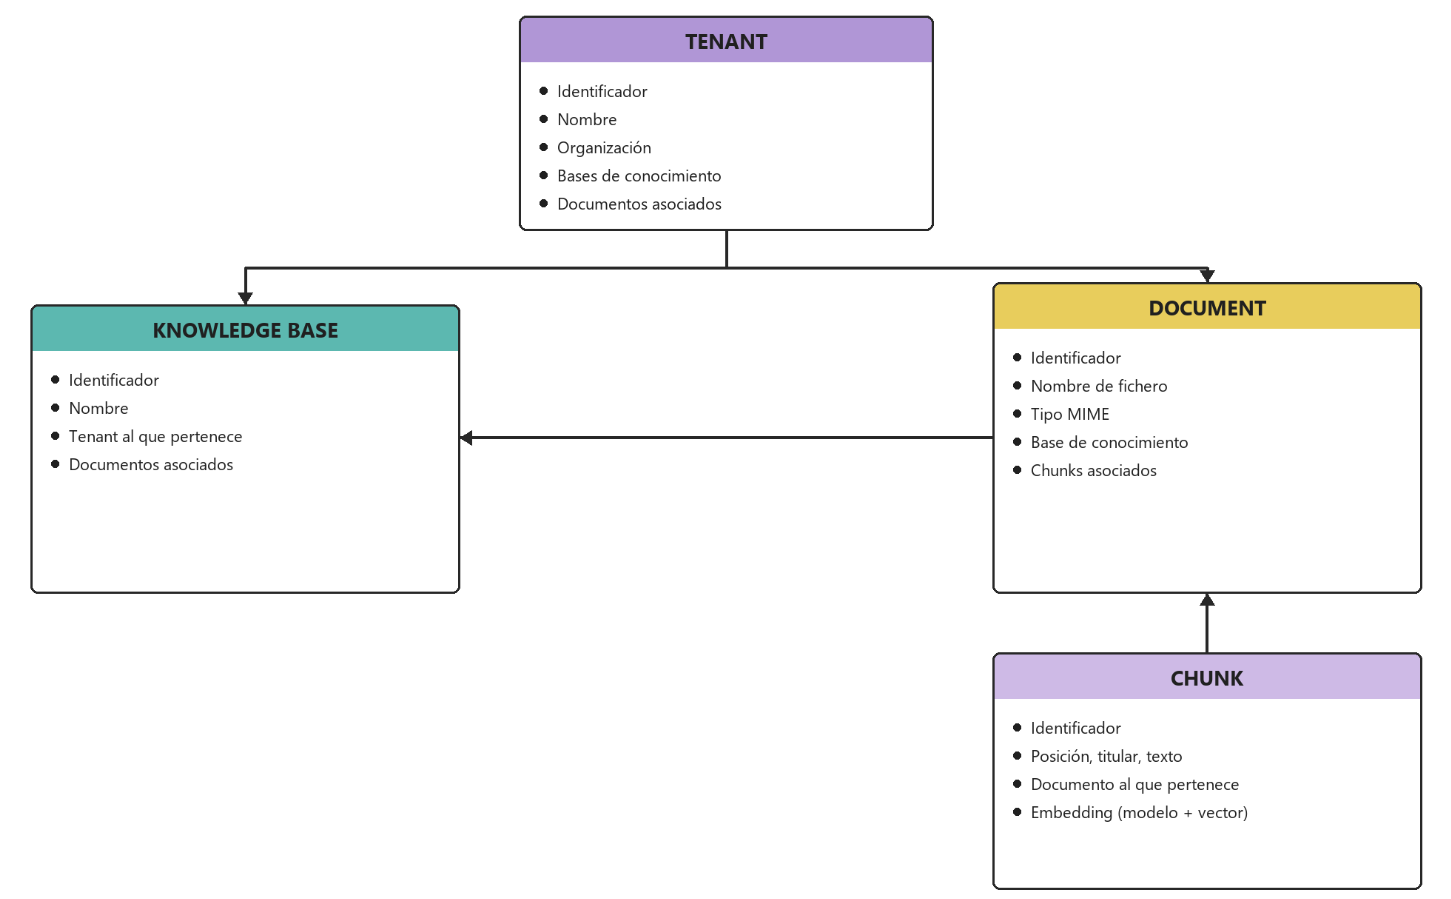 TENANT
Identificador
Nombre
Organización
Bases de conocimiento
Documentos asociados
KNOWLEDGE BASE
Identificador
Nombre
Tenant al que pertenece
Documentos asociados
DOCUMENT
Identificador
Nombre de fichero
Tipo MIME
Base de conocimiento
Chunks asociados
CHUNK
Identificador
Posición, titular, texto
Documento al que pertenece
Embedding (modelo + vector)